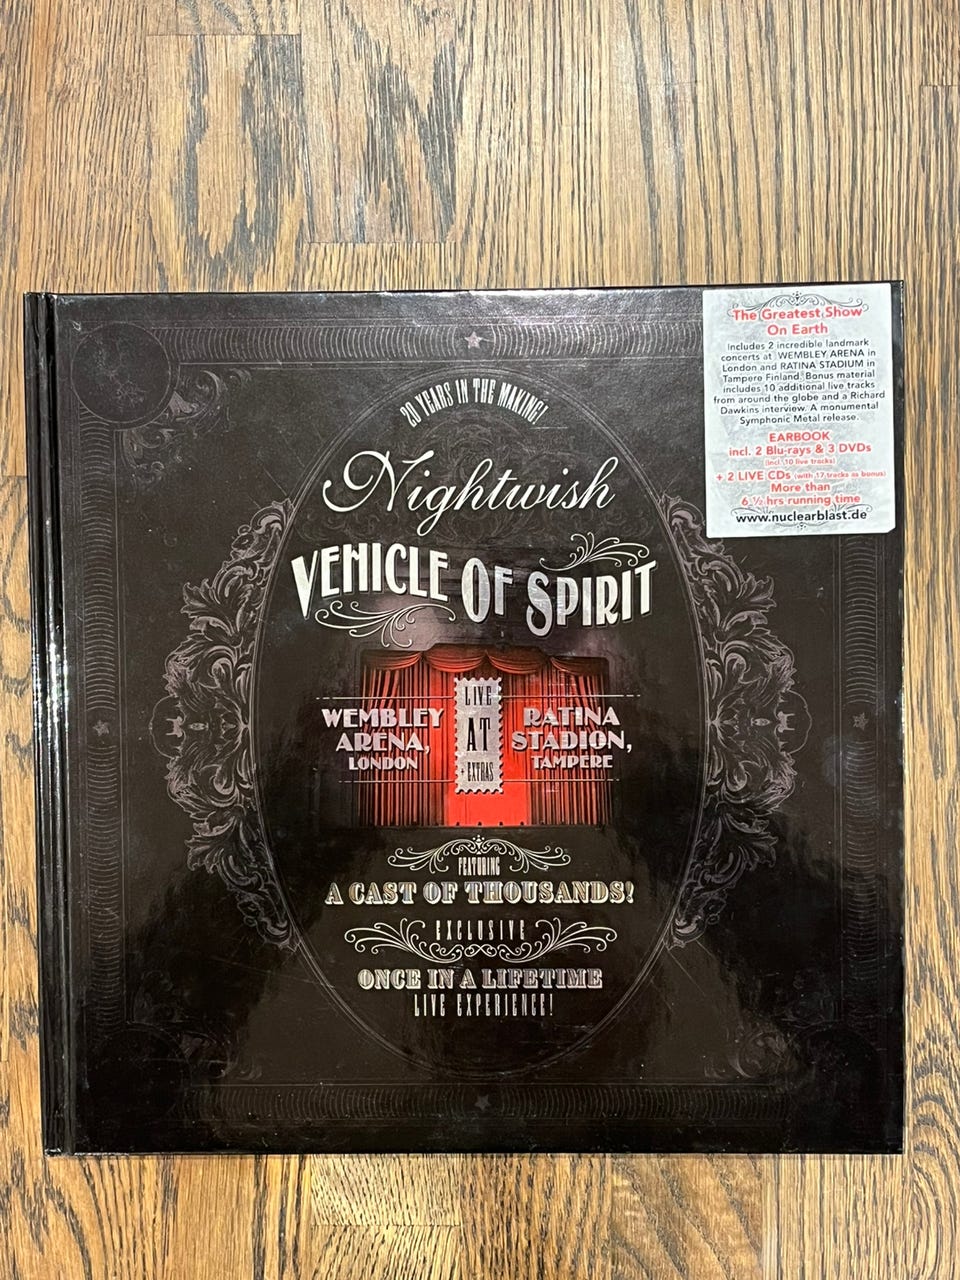 The Greatest Show
On Earth
Includes 2 incredible landmark
concerts at WEMBLEY ARENA in
London and RATINA STADIUM in
Tampere Finland. Bonus material
includes 10 additional live tracks
from around the globe and a Richard
Dawkins interview. A monumental
Symphonic Metal release.
EARBOOK
incl. 2 Blu-rays & 3 DVDs
(incl. 10 live tracks)
+ 2 LIVE CDs (with 17 tracks as bonus)
More than
6 ½ hrs running time
www.nuclearblast.de
20 YEARS IN THE MAKING!
Nightwish
VEHICLE OF SPIRIT
LIVE
WEMBLEY
ARENA,
LONDON
AT
RATINA
STADION,
TAMPERE
+ EXTRAS
FEATURING
A CAST OF THOUSANDS!
EXCLUSIVE
ONCE IN A LIFETIME
LIVE EXPERIENCE!